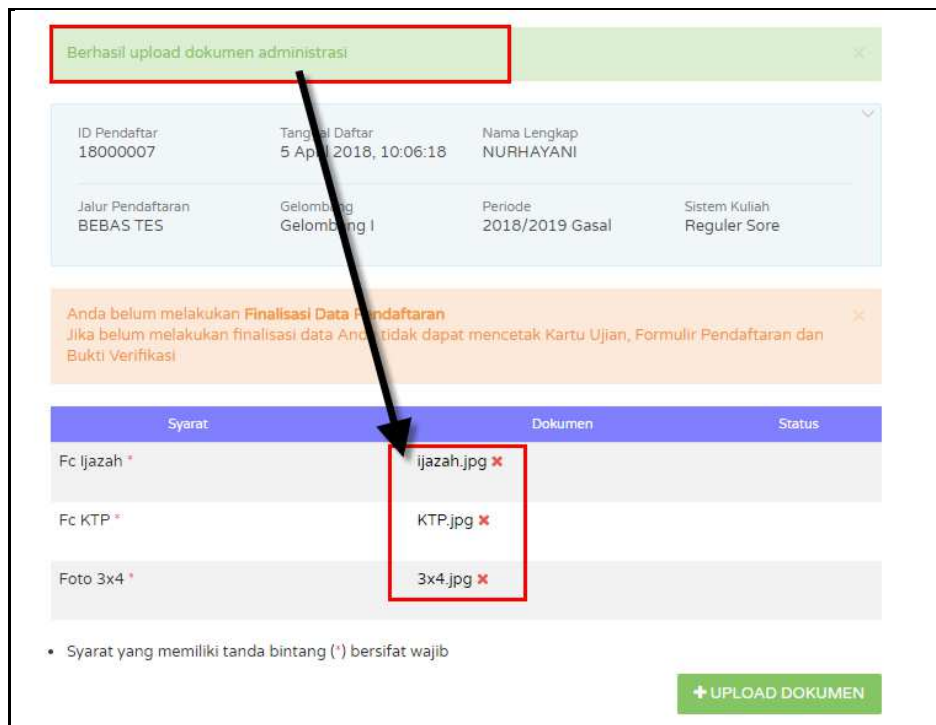 Berhasil upload dokumen administrasi
ID Pendaftar
Tanggal Daftar
Nama Lengkap
18000007
5 April 2018, 10:06:18
NURHAYANI
Jalur Pendaftaran
Gelombang
Periode
Sistem Kuliah
BEBAS TES
Gelombang I
2018/2019 Gasal
Reguler Sore
Anda belum melakukan Finalisasi Data Pendaftaran
Jika belum melakukan finalisasi data Anda tidak dapat mencetak Kartu Ujian, Formulir Pendaftaran dan
Bukti Verifikasi
Syarat Dokumen Status
Fc Ijazah * ijazah.jpg ✖
Fc KTP * KTP.jpg ✖
Foto 3x4 * 3x4.jpg ✖
• Syarat yang memiliki tanda bintang (*) bersifat wajib
+ UPLOAD DOKUMEN